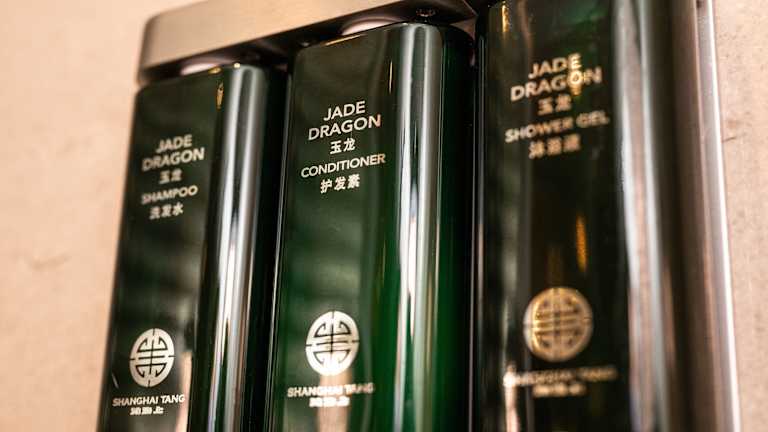 JADE
DRAGON
玉龙
SHAMPOO
洗发水
SHANGHAI TANG
JADE
DRAGON
玉龙
CONDITIONER
护发素
SHANGHAI TANG
JADE
DRAGON
玉龙
SHOWER GEL
沐浴液
SHANGHAI TANG